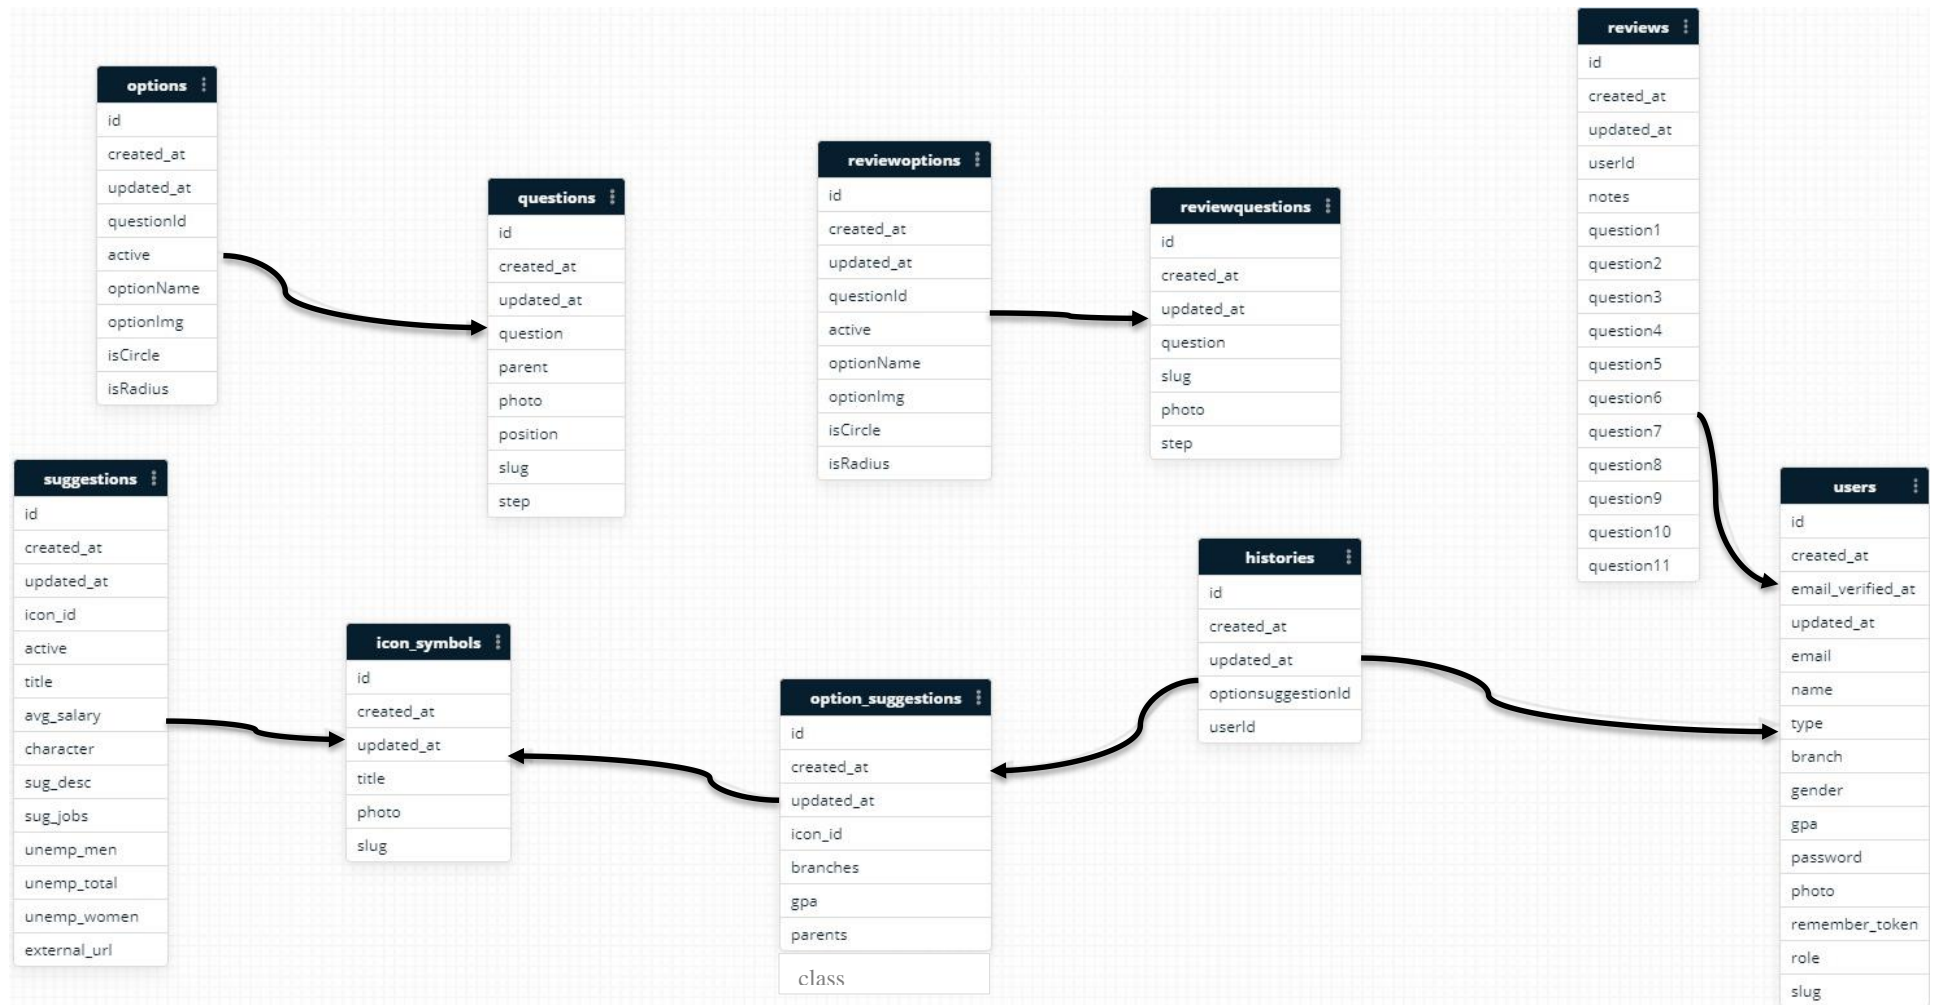 options
id
created_at
updated_at
questionId
active
optionName
optionImg
isCircle
isRadius
questions
id
created_at
updated_at
question
parent
photo
position
slug
step
reviewoptions
id
created_at
updated_at
questionId
active
optionName
optionImg
isCircle
isRadius
reviewquestions
id
created_at
updated_at
question
slug
photo
step
reviews
id
created_at
updated_at
userId
notes
question1
question2
question3
question4
question5
question6
question7
question8
question9
question10
question11
suggestions
id
created_at
updated_at
icon_id
active
title
avg_salary
character
sug_desc
sug_jobs
unemp_men
unemp_total
unemp_women
external_url
icon_symbols
id
created_at
updated_at
title
photo
slug
option_suggestions
id
created_at
updated_at
icon_id
branches
gpa
parents
class
histories
id
created_at
updated_at
optionsuggestionId
userId
users
id
created_at
email_verified_at
updated_at
email
name
type
branch
gender
gpa
password
photo
remember_token
role
slug